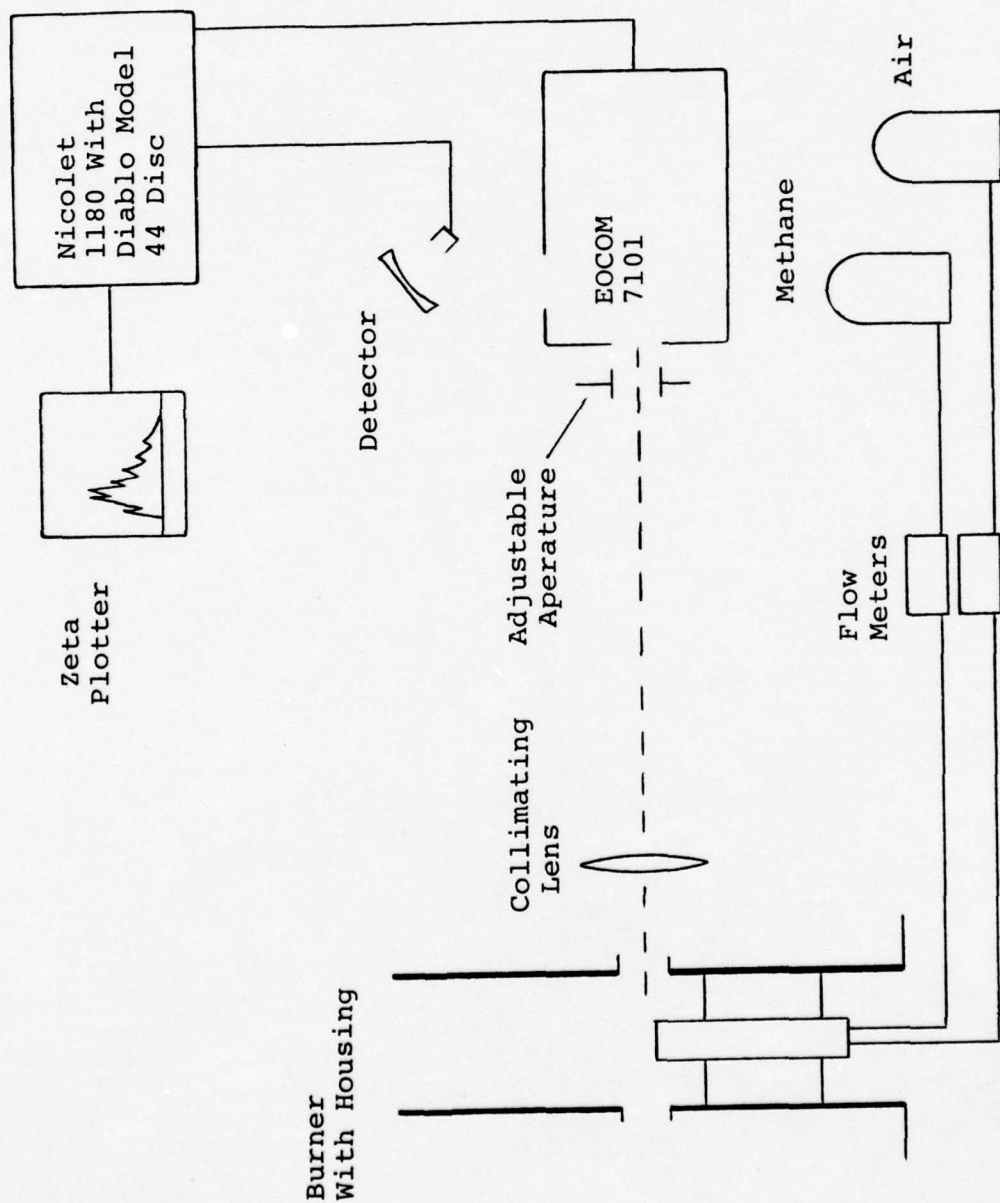 Burner
With Housing
Zeta
Plotter
Nicolet
1180 With
Diablo Model
44 Disc
Detector
Collimating
Lens
Adjustable
Aperature
EOCOM
7101
Flow
Meters
Methane
Air